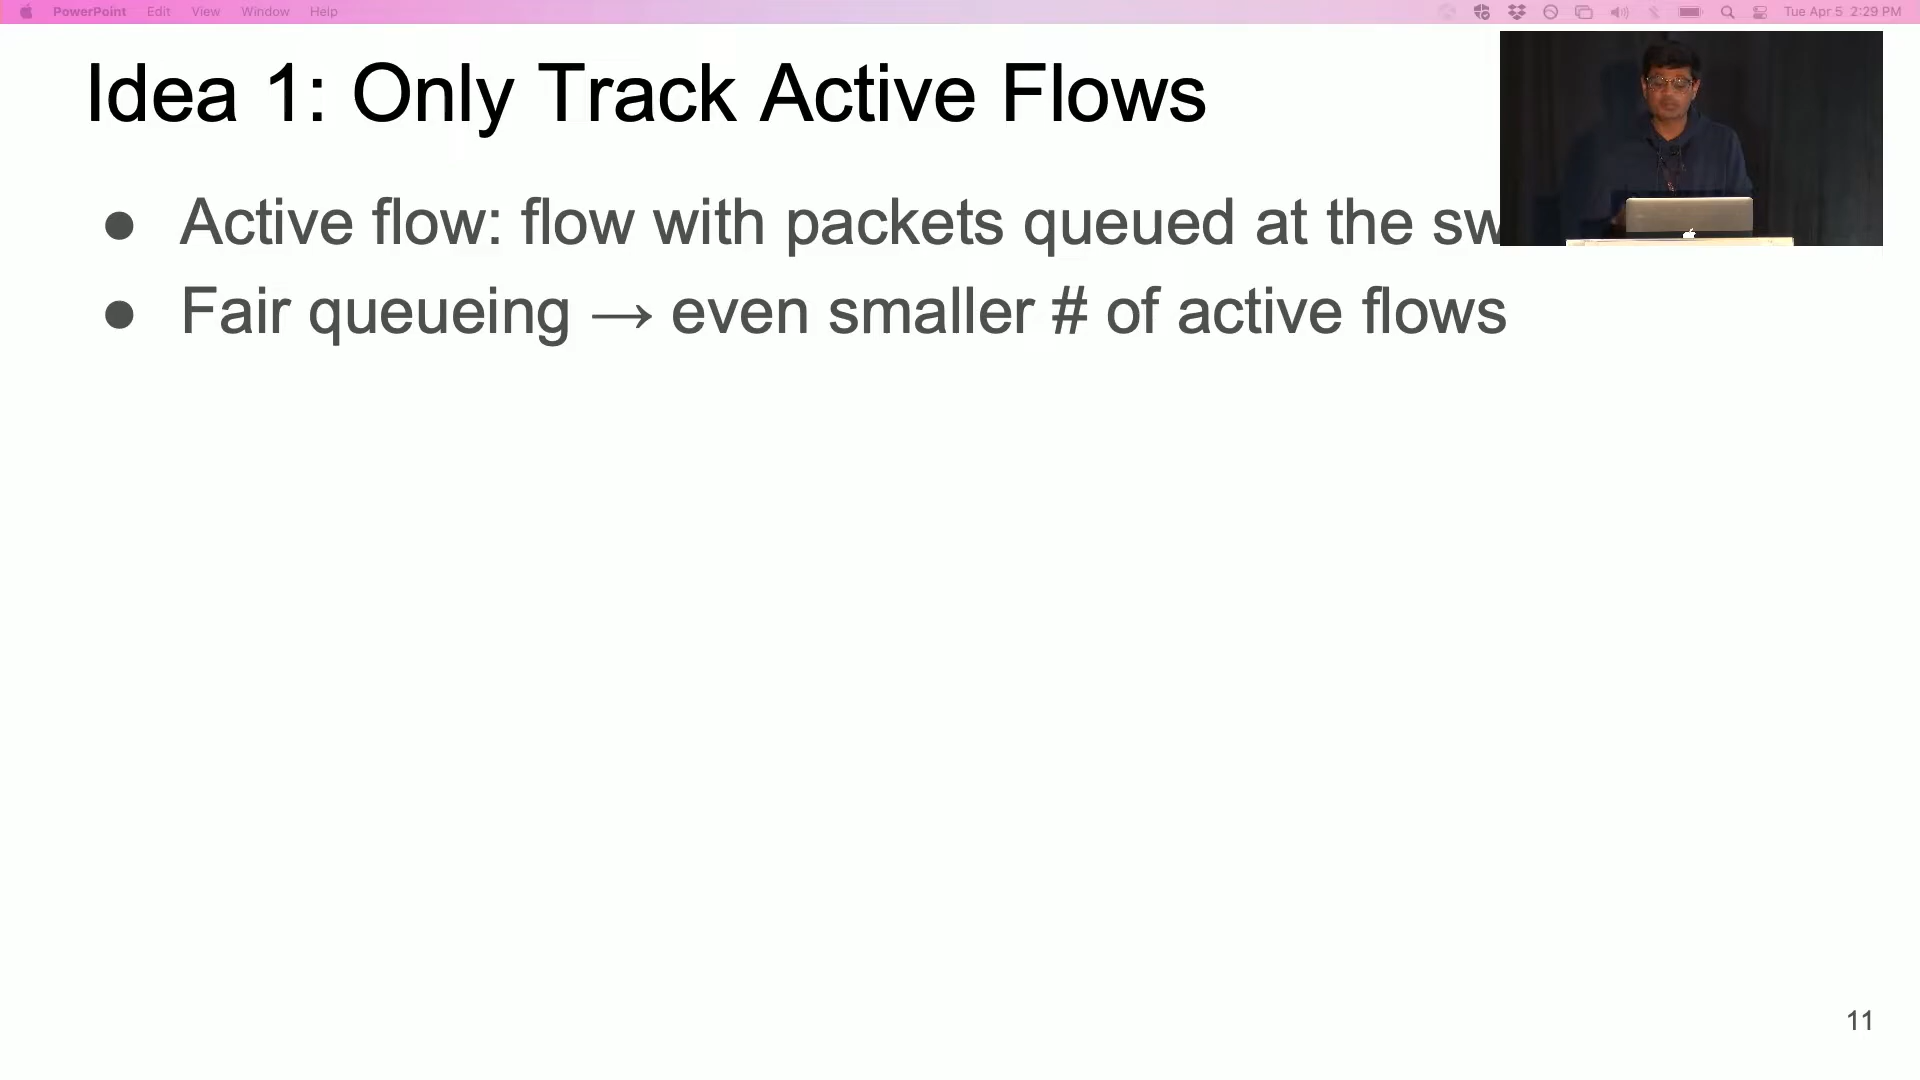 PowerPoint Edit View Window Help Tue Apr 5 2:29 PM
Idea 1: Only Track Active Flows
● Active flow: flow with packets queued at the sw
● Fair queueing → even smaller # of active flows
11